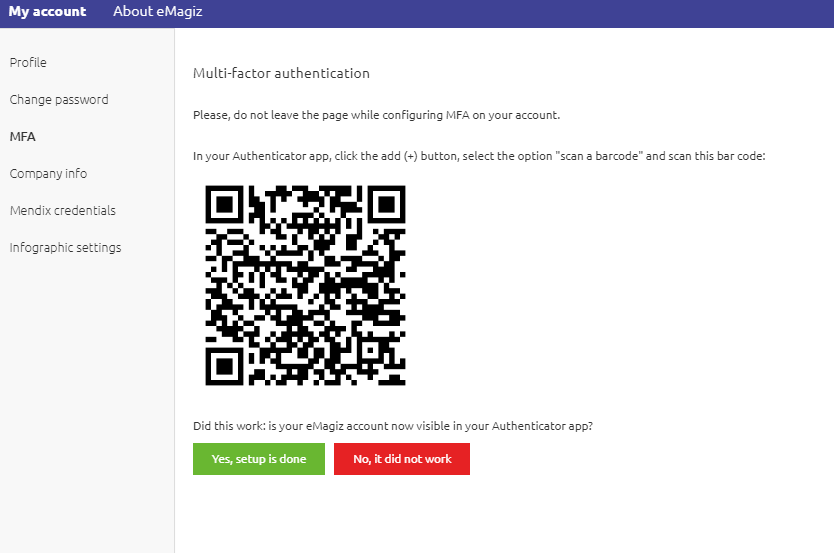 My account About eMagiz
Profile
Change password
MFA
Company info
Mendix credentials
Infographic settings
Multi-factor authentication
Please, do not leave the page while configuring MFA on your account.
In your Authenticator app, click the add (+) button, select the option "scan a barcode" and scan this bar code:
Did this work: is your eMagiz account now visible in your Authenticator app?
Yes, setup is done No, it did not work